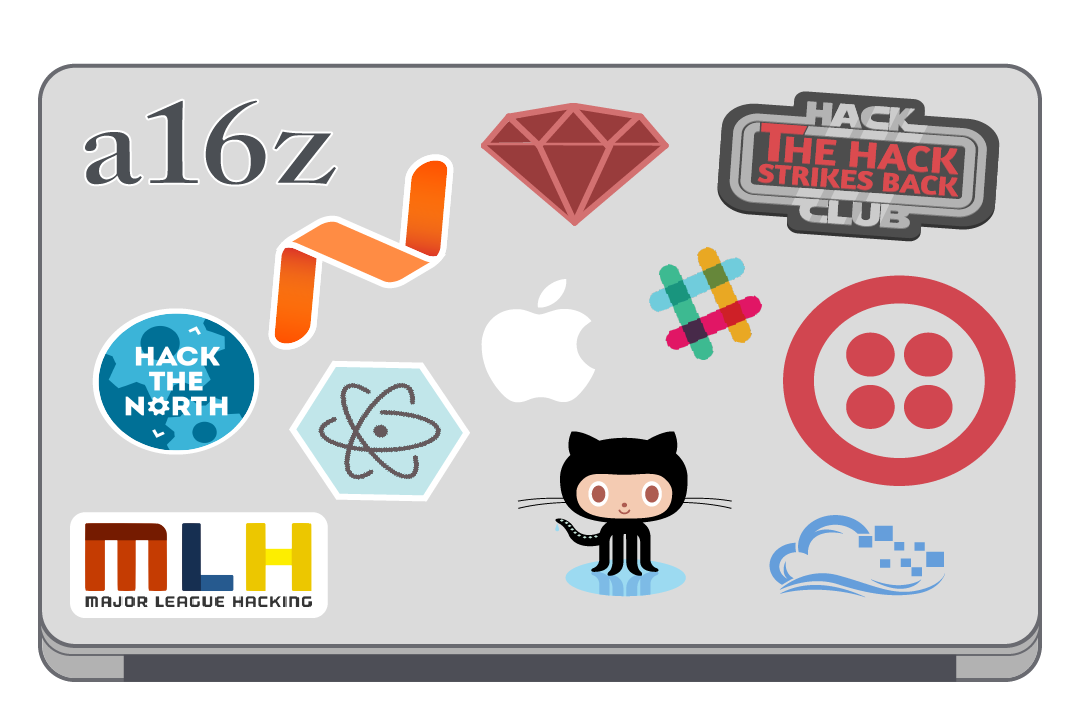 a16z
HACK
THE HACK
STRIKES BACK
CLUB
HACK
THE
NORTH
MLH
MAJOR LEAGUE HACKING